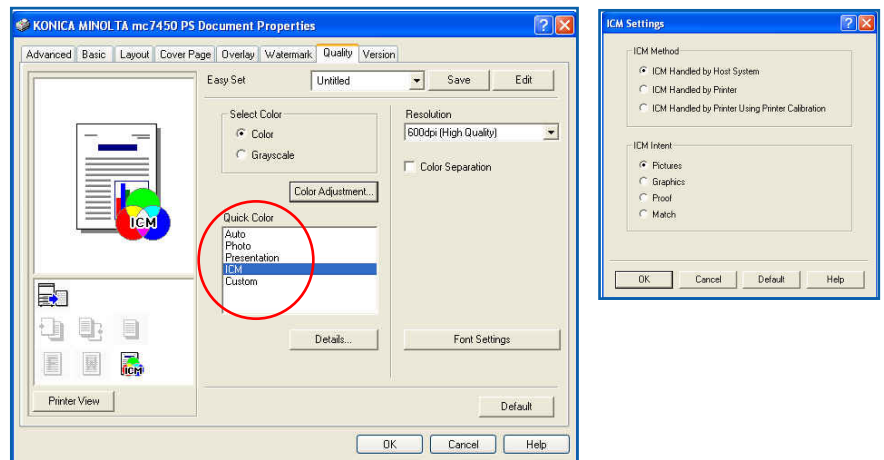 KONICA MINOLTA mc7450 PS Document Properties
Advanced Basic Layout Cover Page Overlay Watermark Quality Version
Easy Set Untitled Save Edit
Select Color
Color
Grayscale
Color Adjustment...
Quick Color
Auto
Photo
Presentation
ICM
Custom
Details...
Resolution
600dpi (High Quality)
Color Separation
Font Settings
ICM
ICM
Printer View
Default
OK Cancel Help
ICM Settings
ICM Method
ICM Handled by Host System
ICM Handled by Printer
ICM Handled by Printer Using Printer Calibration
ICM Intent
Pictures
Graphics
Proof
Match
OK Cancel Default Help